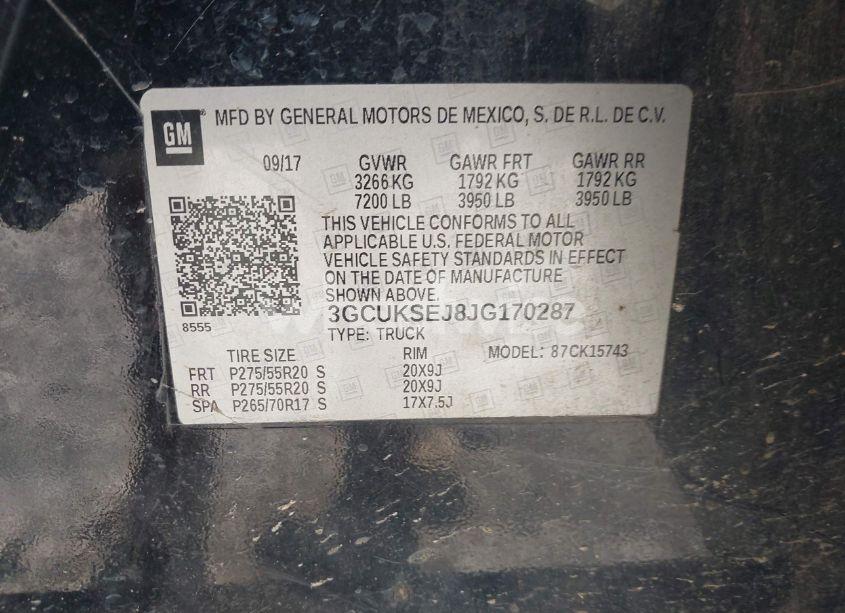 GM
MFD BY GENERAL MOTORS DE MEXICO, S. DE R.L. DE C.V.
09/17 GVWR GAWR FRT GAWR RR
3266 KG 1792 KG 1792 KG
7200 LB 3950 LB 3950 LB
THIS VEHICLE CONFORMS TO ALL
APPLICABLE U.S. FEDERAL MOTOR
VEHICLE SAFETY STANDARDS IN EFFECT
ON THE DATE OF MANUFACTURE
SHOWN ABOVE.
8555
3GCUKSEJ8JG170287
TYPE: TRUCK
TIRE SIZE RIM MODEL: 87CK15743
FRT P275/55R20 S 20X9J
RR P275/55R20 S 20X9J
SPA P265/70R17 S 17X7.5J